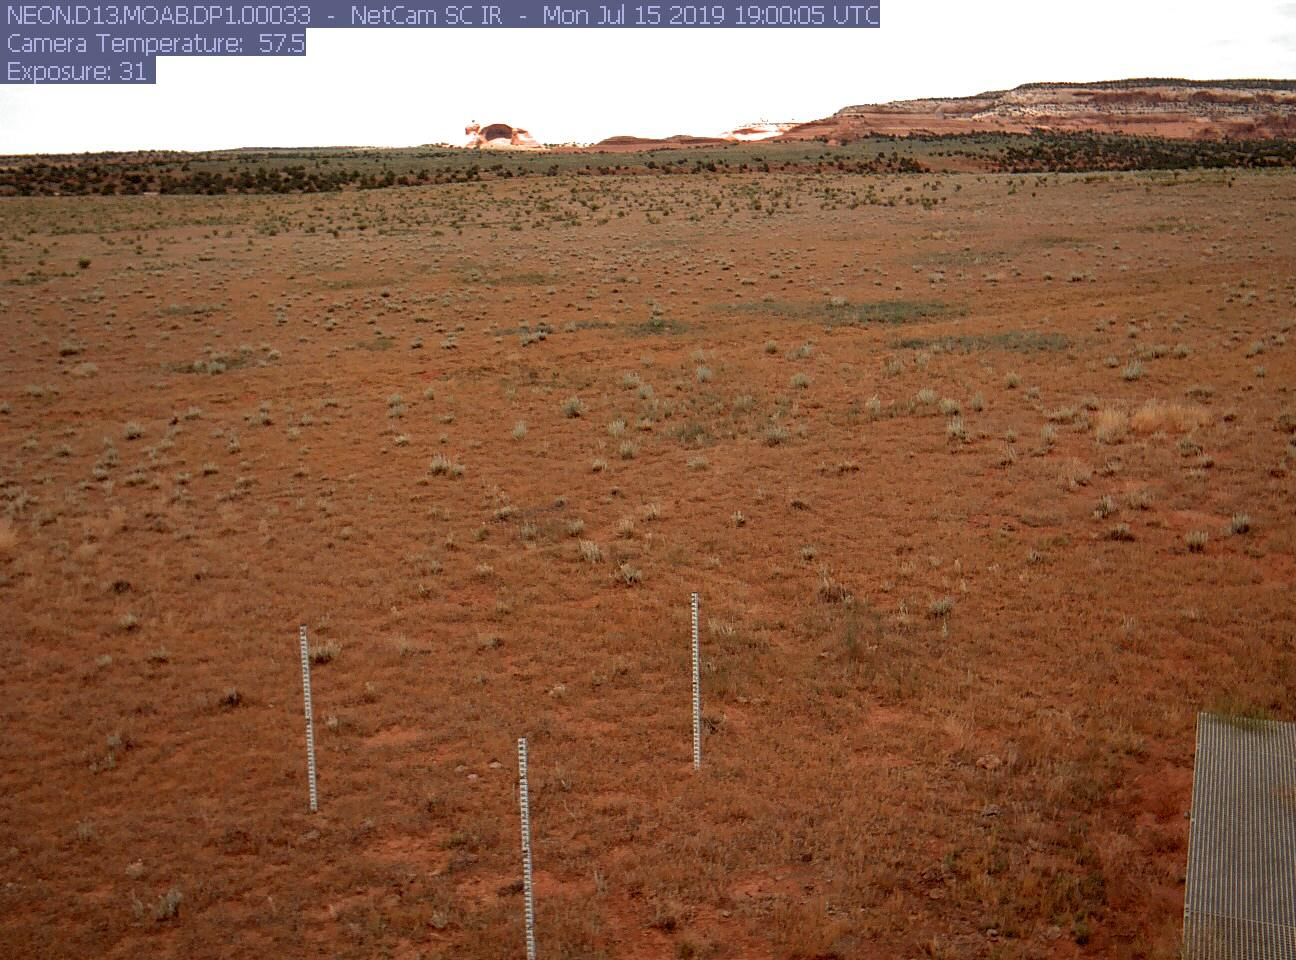 NEON.D13.MOAB.DP1.00033 - NetCam SC IR - Mon Jul 15 2019 19:00:05 UTC
Camera Temperature: 57.5
Exposure: 31